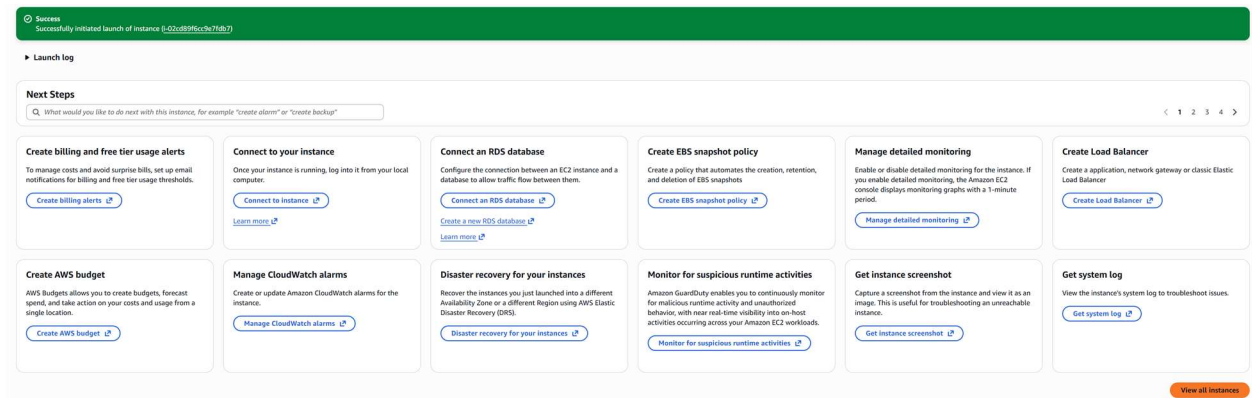 Success
Successfully initiated launch of instance (i-02cd89f6cc9e7fdb7)
Launch log
Next Steps
What would you like to do next with this instance, for example "create alarm" or "create backup"
1 2 3 4
Create billing and free tier usage alerts
To manage costs and avoid surprise bills, set up email
notifications for billing and free tier usage thresholds.
Create billing alerts
Connect to your instance
Once your instance is running, log into it from your local
computer.
Connect to instance
Learn more
Connect an RDS database
Configure the connection between an EC2 instance and a
database to allow traffic flow between them.
Connect an RDS database
Create a new RDS database
Learn more
Create EBS snapshot policy
Create a policy that automates the creation, retention,
and deletion of EBS snapshots
Create EBS snapshot policy
Manage detailed monitoring
Enable or disable detailed monitoring for the instance. If
you enable detailed monitoring, the Amazon EC2
console displays monitoring graphs with a 1-minute
period.
Manage detailed monitoring
Create Load Balancer
Create a application, network gateway or classic Elastic
Load Balancer
Create Load Balancer
Create AWS budget
AWS Budgets allows you to create budgets, forecast
spend, and take action on your costs and usage from a
single location.
Create AWS budget
Manage CloudWatch alarms
Create or update Amazon CloudWatch alarms for the
instance.
Manage CloudWatch alarms
Disaster recovery for your instances
Recover the instances you just launched into a different
Availability Zone or a different Region using AWS Elastic
Disaster Recovery (DRS).
Disaster recovery for your instances
Monitor for suspicious runtime activities
Amazon GuardDuty enables you to continuously monitor
for malicious runtime activity and unauthorized
behavior, with near real-time visibility into on-host
activities occurring across your Amazon EC2 workloads.
Monitor for suspicious runtime activities
Get instance screenshot
Capture a screenshot from the instance and view it as an
image. This is useful for troubleshooting an unreachable
instance.
Get instance screenshot
Get system log
View the instance's system log to troubleshoot issues.
Get system log
View all instances